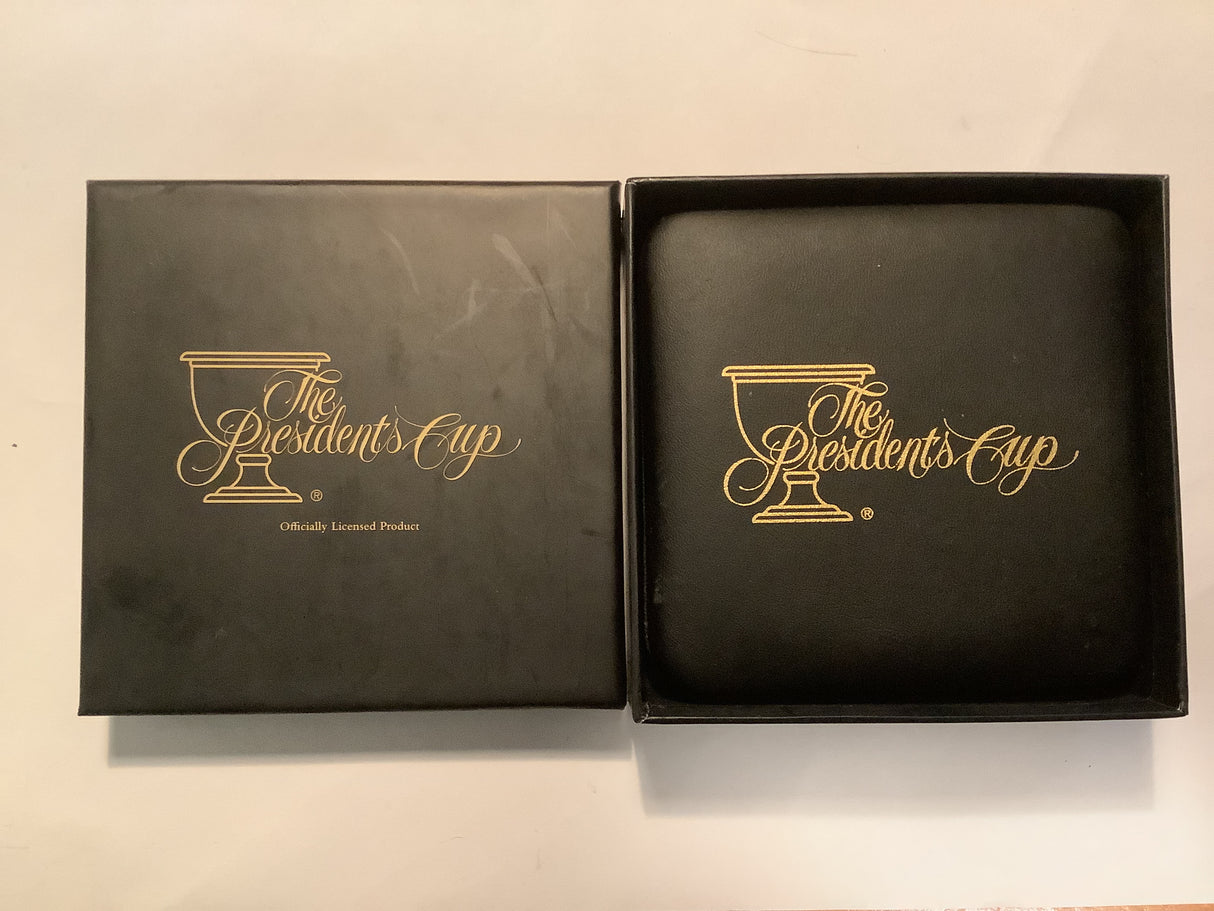 The
President's Cup
®
Officially Licensed Product
The
President's Cup
®